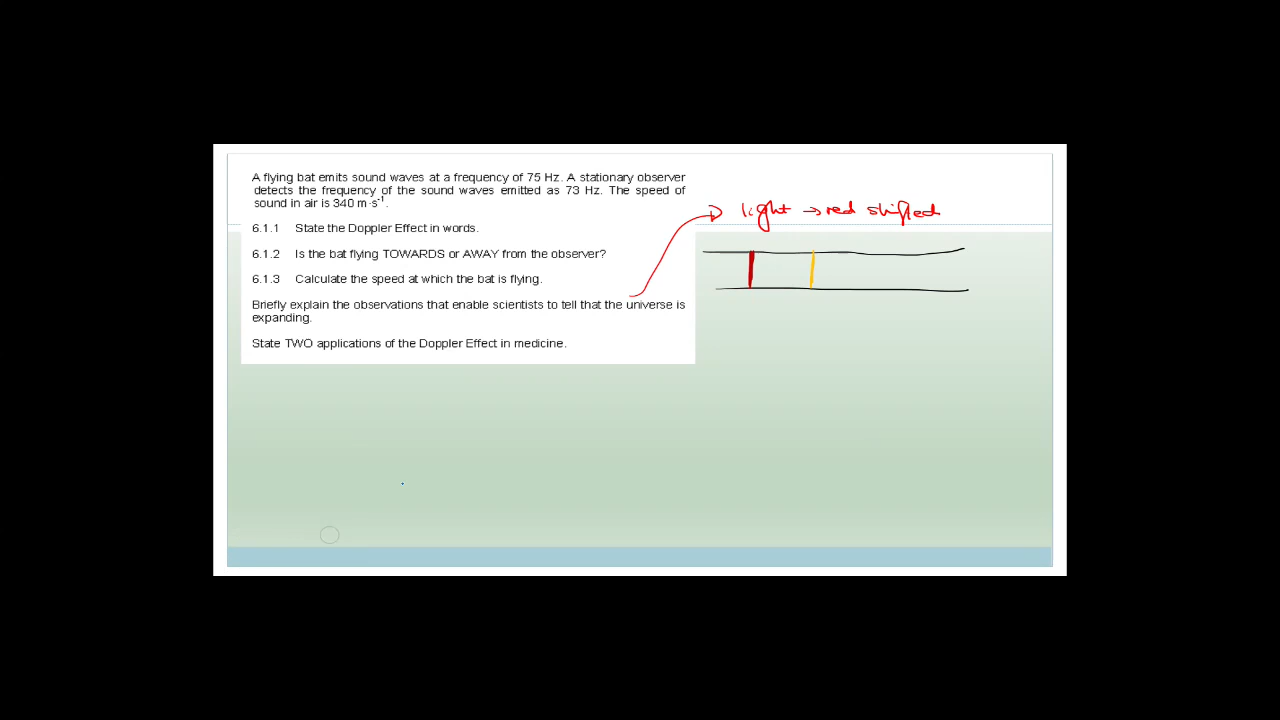 A flying bat emits sound waves at a frequency of 75 Hz. A stationary observer
detects the frequency of the sound waves emitted as 73 Hz. The speed of
sound in air is 340 m·s⁻¹.
light → red shifted
6.1.1 State the Doppler Effect in words.
6.1.2 Is the bat flying TOWARDS or AWAY from the observer?
6.1.3 Calculate the speed at which the bat is flying.
Briefly explain the observations that enable scientists to tell that the universe is
expanding.
State TWO applications of the Doppler Effect in medicine.